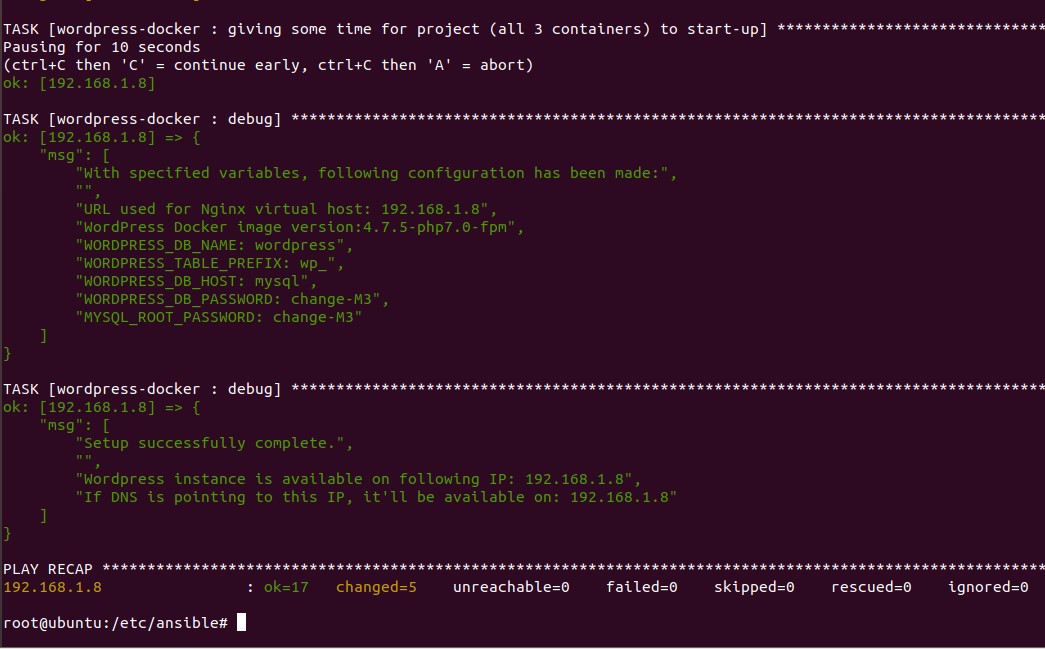 TASK [wordpress-docker : giving some time for project (all 3 containers) to start-up] ******************************
Pausing for 10 seconds
(ctrl+C then 'C' = continue early, ctrl+C then 'A' = abort)
ok: [192.168.1.8]
TASK [wordpress-docker : debug] ************************************************************************************
ok: [192.168.1.8] => {
"msg": [
"With specified variables, following configuration has been made:",
"",
"URL used for Nginx virtual host: 192.168.1.8",
"WordPress Docker image version:4.7.5-php7.0-fpm",
"WORDPRESS_DB_NAME: wordpress",
"WORDPRESS_TABLE_PREFIX: wp_",
"WORDPRESS_DB_HOST: mysql",
"WORDPRESS_DB_PASSWORD: change-M3",
"MYSQL_ROOT_PASSWORD: change-M3"
]
}
TASK [wordpress-docker : debug] ************************************************************************************
ok: [192.168.1.8] => {
"msg": [
"Setup successfully complete.",
"",
"Wordpress instance is available on following IP: 192.168.1.8",
"If DNS is pointing to this IP, it'll be available on: 192.168.1.8"
]
}
PLAY RECAP *********************************************************************************************************
192.168.1.8 : ok=17 changed=5 unreachable=0 failed=0 skipped=0 rescued=0 ignored=0
root@ubuntu:/etc/ansible#